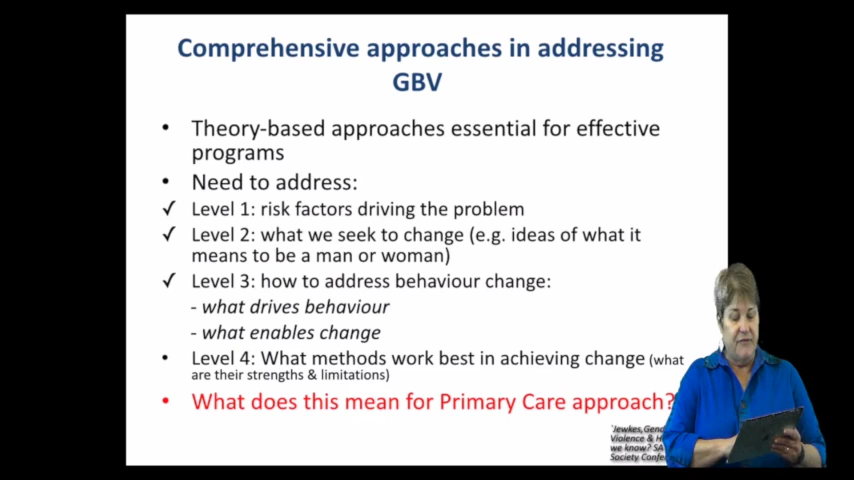 Comprehensive approaches in addressing
GBV
• Theory-based approaches essential for effective
programs
• Need to address:
✓ Level 1: risk factors driving the problem
✓ Level 2: what we seek to change (e.g. ideas of what it
means to be a man or woman)
✓ Level 3: how to address behaviour change:
- what drives behaviour
- what enables change
• Level 4: What methods work best in achieving change (what
are their strengths & limitations)
• What does this mean for Primary Care approach?
Jewkes,
Violence &
we know? SA
Society